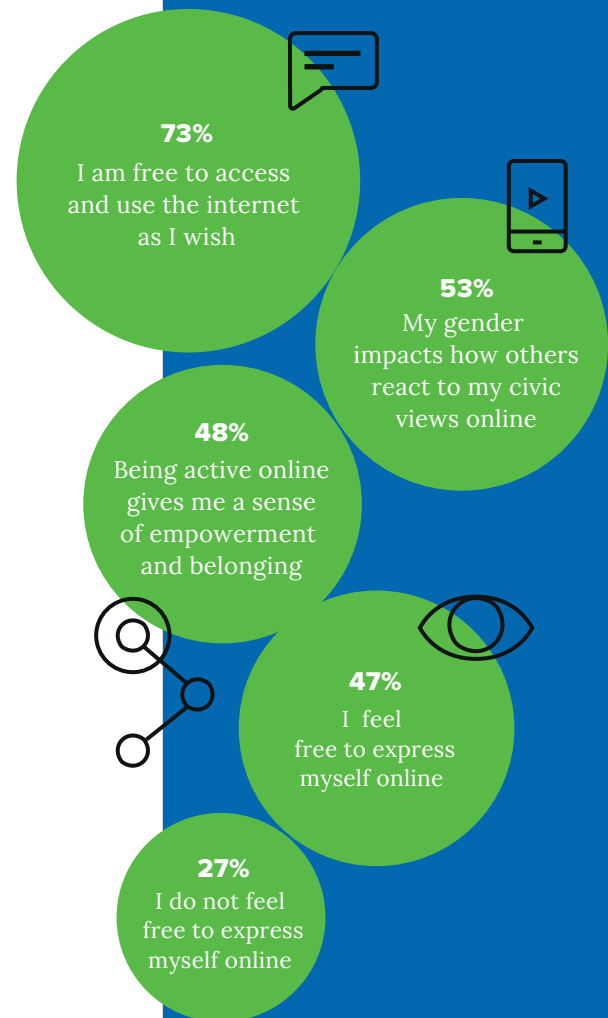 73%
I am free to access
and use the internet
as I wish
53%
My gender
impacts how others
react to my civic
views online
48%
Being active online
gives me a sense
of empowerment
and belonging
47%
I feel
free to express
myself online
27%
I do not feel
free to express
myself online